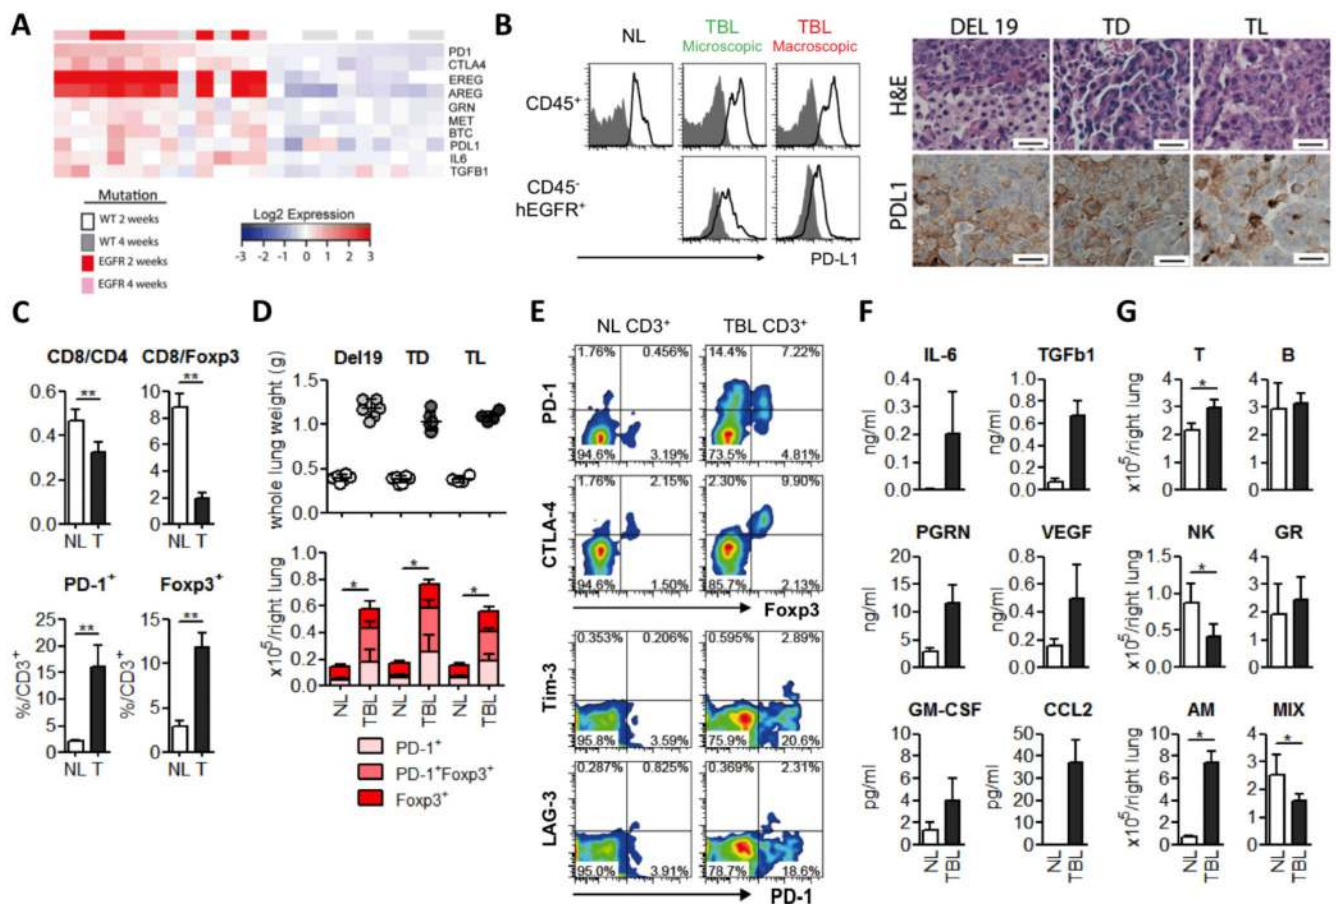 A
PD1
CTLA4
EREG
AREG
GRN
MET
BTC
PDL1
IL6
TGFB1
Mutation
WT 2 weeks
WT 4 weeks
EGFR 2 weeks
EGFR 4 weeks
Log2 Expression
-3 -2 -1 0 1 2 3
B
NL TBL Microscopic TBL Macroscopic
CD45+
CD45-
hEGFR+
PD-L1
DEL 19 TD TL
H&E
PDL1
C
CD8/CD4 CD8/Foxp3
0.6
0.4
0.2
0.0
10
8
6
4
2
0
** **
NL T NL T
PD-1+ Foxp3+
%/CD3+
25
20
15
10
5
0
%/CD3+
15
10
5
0
** **
NL T NL T
D
Del19 TD TL
whole lung weight (g)
1.5
1.0
0.5
0.0
x10^5/right lung
1.0
0.8
0.6
0.4
0.2
0.0
* * *
NL TBL NL TBL NL TBL
PD-1+
PD-1+Foxp3+
Foxp3+
E
NL CD3+ TBL CD3+
PD-1
1.76% 0.456% 14.4% 7.22%
94.6% 3.19% 73.5% 4.81%
CTLA-4
1.76% 2.15% 2.30% 9.90%
94.6% 1.50% 85.7% 2.13%
Foxp3
Tim-3
0.353% 0.206% 0.595% 2.89%
95.8% 3.59% 75.9% 20.6%
LAG-3
0.287% 0.825% 0.369% 2.31%
95.0% 3.91% 78.7% 18.6%
PD-1
F
IL-6 TGFb1
ng/ml
0.4
0.3
0.2
0.1
0.0
ng/ml
1.0
0.8
0.6
0.4
0.2
0.0
PGRN VEGF
ng/ml
20
15
10
5
0
ng/ml
0.8
0.6
0.4
0.2
0.0
GM-CSF CCL2
pg/ml
8
6
4
2
0
pg/ml
50
40
30
20
10
0
NL TBL NL TBL
G
T B
x10^5/right lung
4
3
2
1
0
*
4
3
2
1
0
NK GR
x10^5/right lung
1.5
1.0
0.5
0.0
*
4
3
2
1
0
AM MIX
x10^5/right lung
10
8
6
4
2
0
*
4
3
2
1
0
*
NL TBL NL TBL